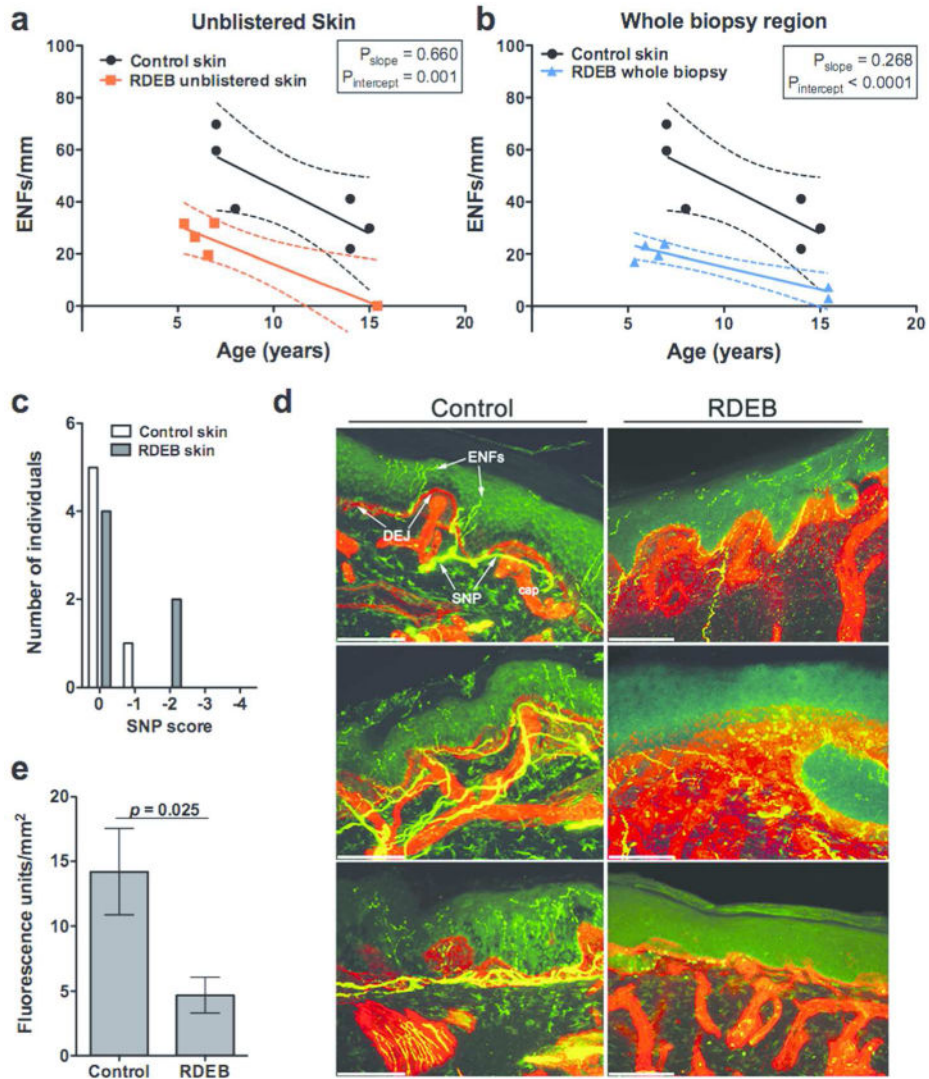 a
Unblistered Skin
Control skin
RDEB unblistered skin
Pslope = 0.660
Pintercept = 0.001
ENFs/mm
100
80
60
40
20
0
5
10
15
20
Age (years)
b
Whole biopsy region
Control skin
RDEB whole biopsy
Pslope = 0.268
Pintercept < 0.0001
ENFs/mm
100
80
60
40
20
0
5
10
15
20
Age (years)
c
Control skin
RDEB skin
Number of individuals
6
4
2
0
0 -1 -2 -3 -4
SNP score
d
Control
RDEB
ENFs
DEJ
SNP
cap
e
p = 0.025
Fluorescence units/mm²
20
15
10
5
0
Control RDEB